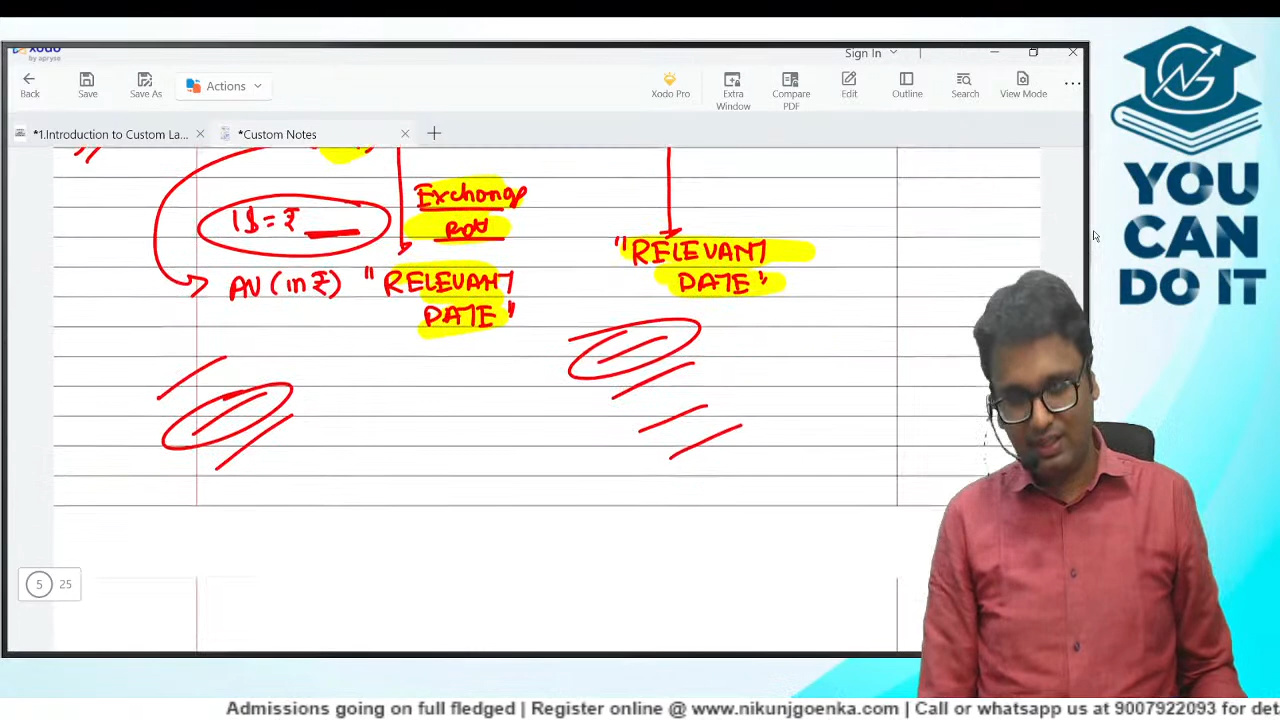 xodo
by apryse
Sign In
Back
Save
Save As
Actions
Xodo Pro
Extra Window
Compare PDF
Edit
Outline
Search
View Mode
*1.Introduction to Custom La...
*Custom Notes
Exchange
Rate
1$ = ₹
AV (in ₹)
"RELEVANT
DATE"
"RELEVANT
DATE"
5 25
YOU
CAN
DO IT
Admissions going on full fledged | Register online @ www.nikunjgoenka.com | Call or whatsapp us at 9007922093 for det